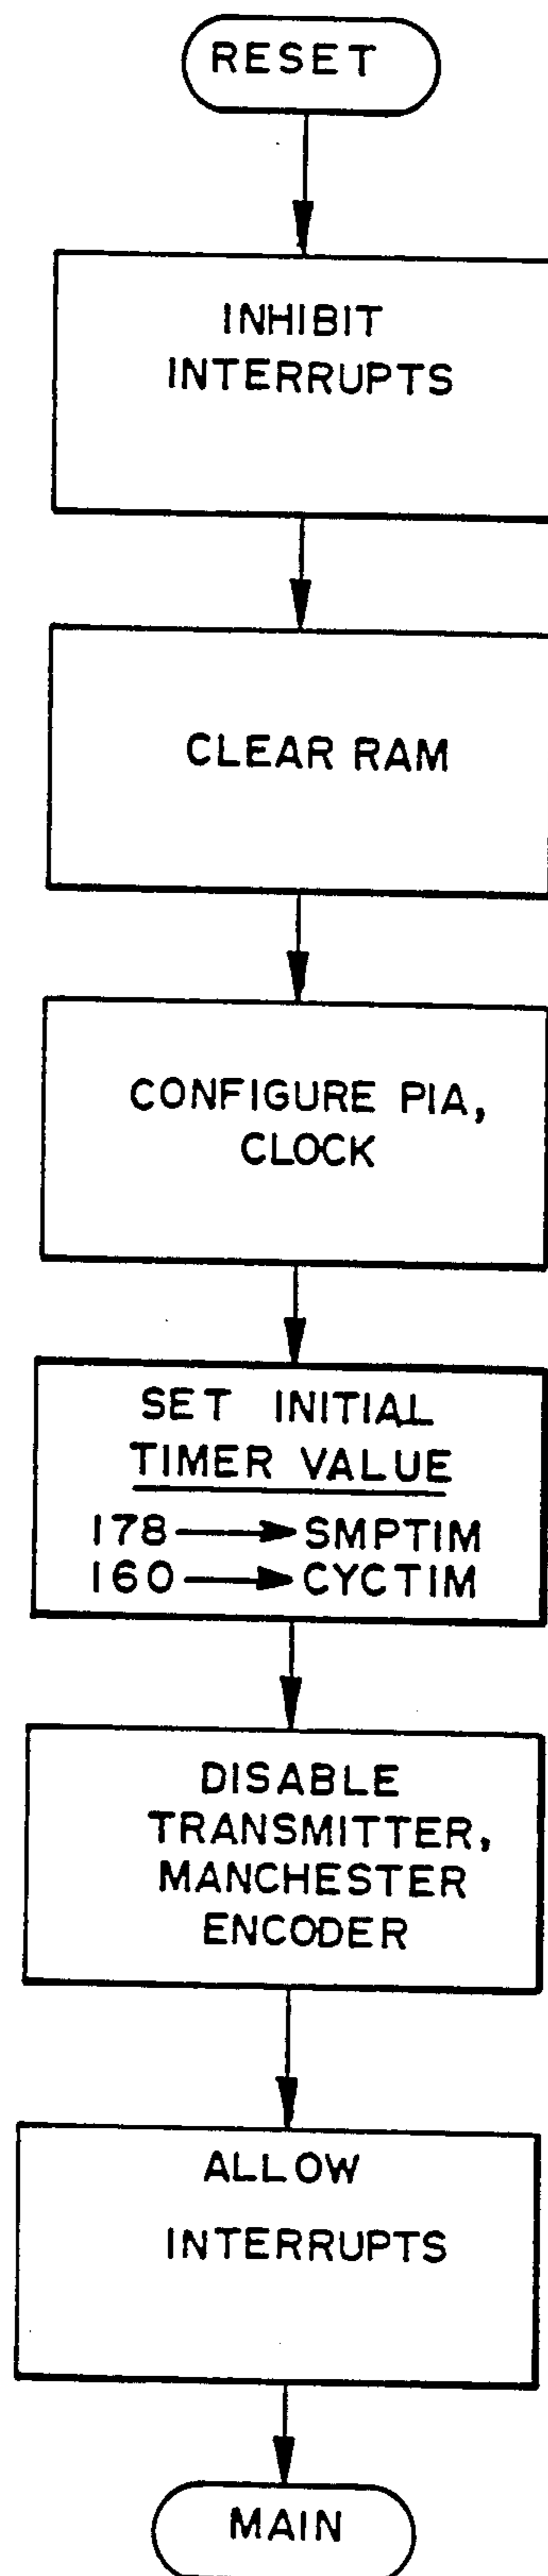 RESET
INHIBIT
INTERRUPTS
CLEAR RAM
CONFIGURE PIA,
CLOCK
SET INITIAL
TIMER VALUE
178 → SMPTIM
160 → CYCTIM
DISABLE
TRANSMITTER,
MANCHESTER
ENCODER
ALLOW
INTERRUPTS
MAIN